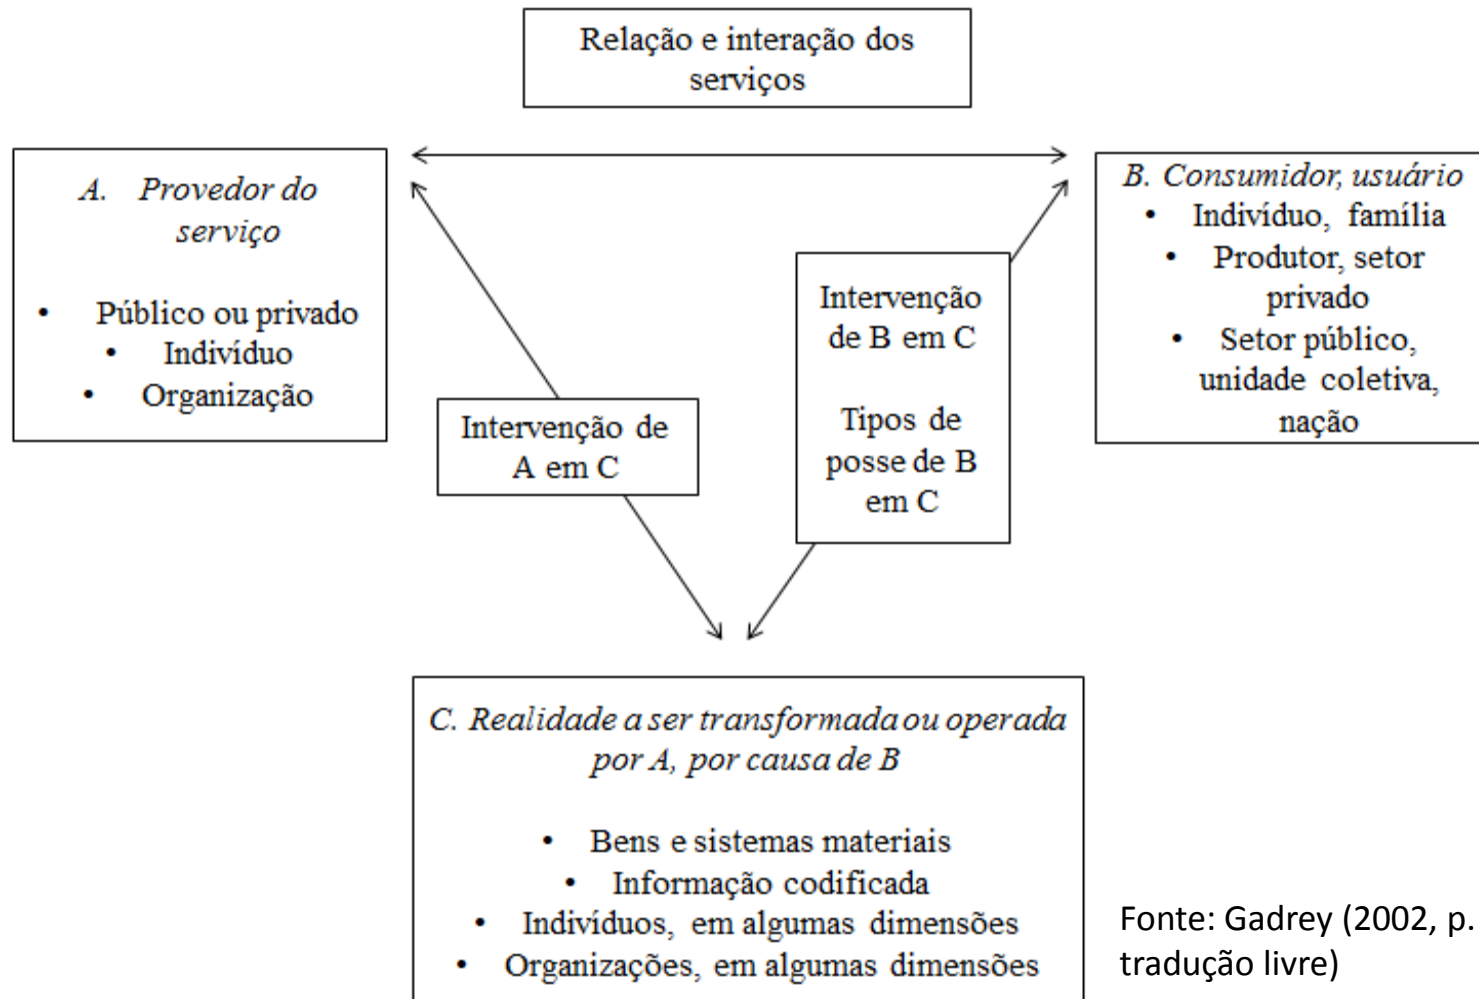 Relação e interação dos
serviços
A. Provedor do
serviço
• Público ou privado
• Indivíduo
• Organização
B. Consumidor, usuário
• Indivíduo, família
• Produtor, setor
privado
• Setor público,
unidade coletiva,
nação
Intervenção de
A em C
Intervenção
de B em C
Tipos de
posse de B
em C
C. Realidade a ser transformada ou operada
por A, por causa de B
• Bens e sistemas materiais
• Informação codificada
• Indivíduos, em algumas dimensões
• Organizações, em algumas dimensões
Fonte: Gadrey (2002, p.
tradução livre)